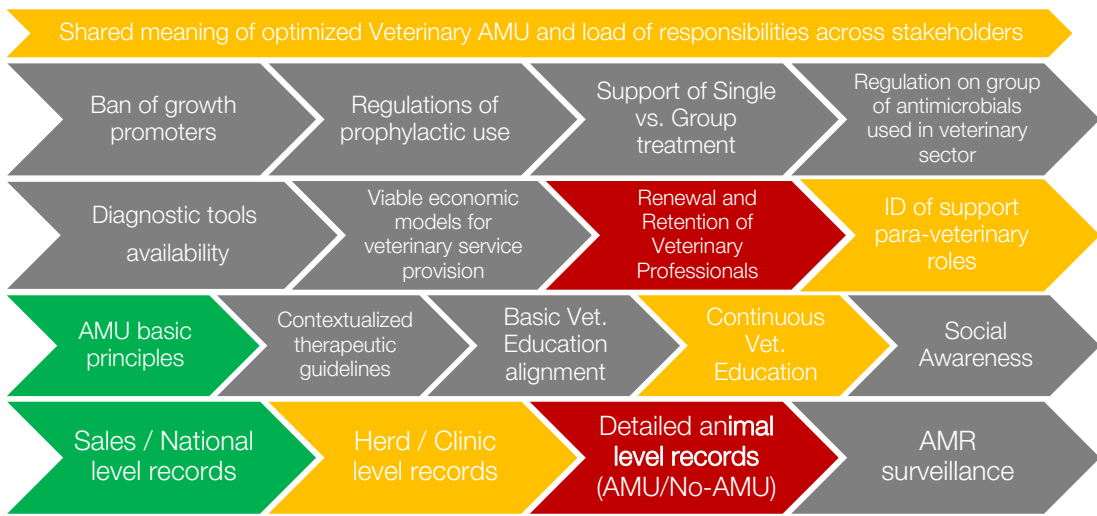 Shared meaning of optimized Veterinary AMU and load of responsibilities across stakeholders
Ban of growth
promoters
Regulations of
prophylactic use
Support of Single
vs. Group
treatment
Regulation on group
of antimicrobials
used in veterinary
sector
Diagnostic tools
availability
Viable economic
models for
veterinary service
provision
Renewal and
Retention of
Veterinary
Professionals
ID of support
para-veterinary
roles
AMU basic
principles
Contextualized
therapeutic
guidelines
Basic Vet.
Education
alignment
Continuous
Vet.
Education
Social
Awareness
Sales / National
level records
Herd / Clinic
level records
Detailed animal
level records
(AMU/No-AMU)
AMR
surveillance